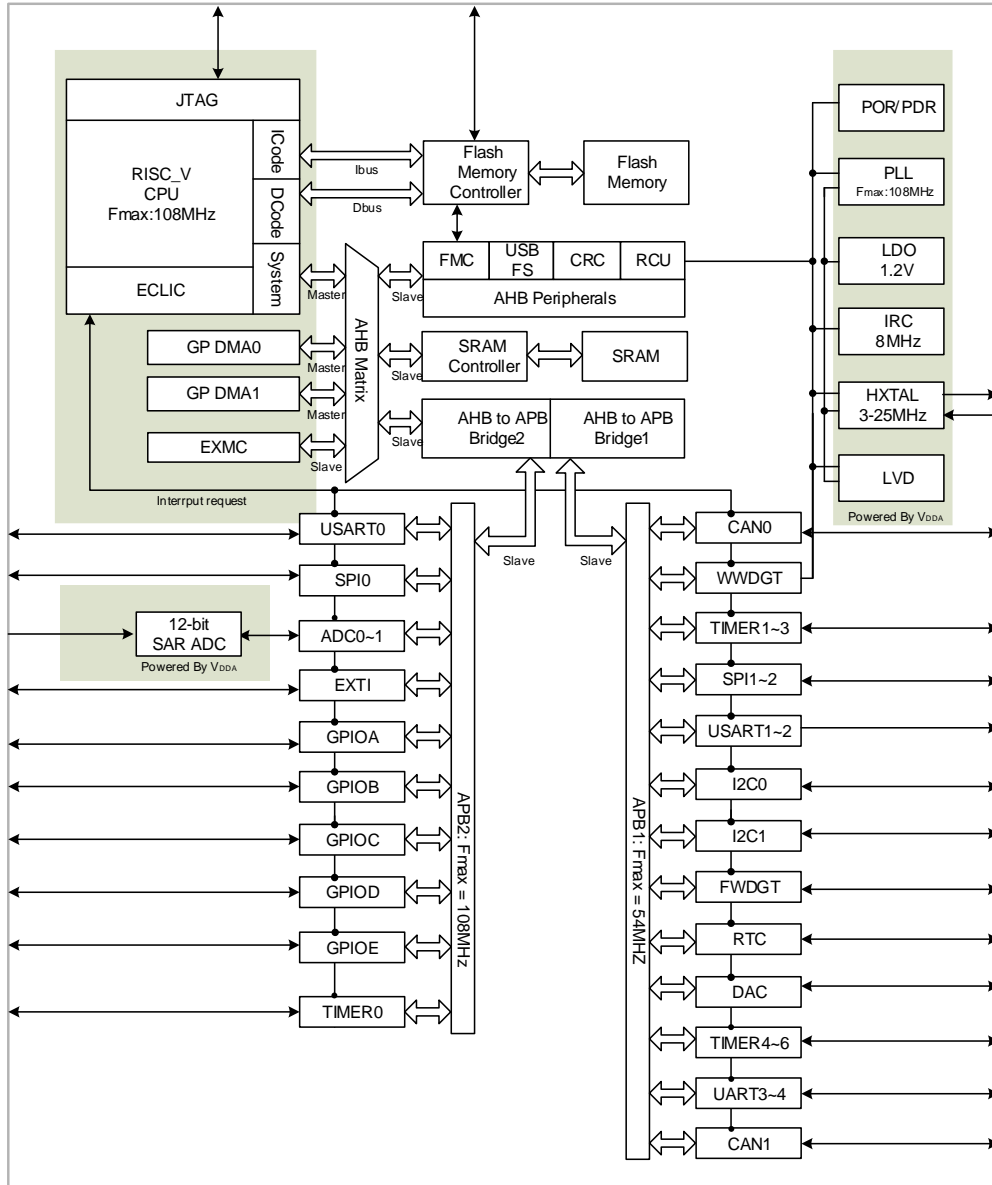 JTAG
RISC_V
CPU
Fmax:108MHz
ICode
DCode
System
ECLIC
Ibus
Dbus
Flash
Memory
Controller
Flash
Memory
FMC
USB
FS
CRC
RCU
AHB Peripherals
Master
Slave
AHB Matrix
GP DMA0
Master
GP DMA1
Master
EXMC
Slave
Slave
SRAM
Controller
SRAM
Slave
AHB to APB
Bridge2
AHB to APB
Bridge1
POR/PDR
PLL
Fmax:108MHz
LDO
1.2V
IRC
8MHz
HXTAL
3-25MHz
LVD
Powered By VDDA
Interrput request
Slave
Slave
USART0
SPI0
12-bit
SAR ADC
Powered By VDDA
ADC0~1
EXTI
GPIOA
GPIOB
GPIOC
GPIOD
GPIOE
TIMER0
APB2: Fmax = 108MHz
APB1: Fmax = 54MHZ
CAN0
WWDGT
TIMER1~3
SPI1~2
USART1~2
I2C0
I2C1
FWDGT
RTC
DAC
TIMER4~6
UART3~4
CAN1